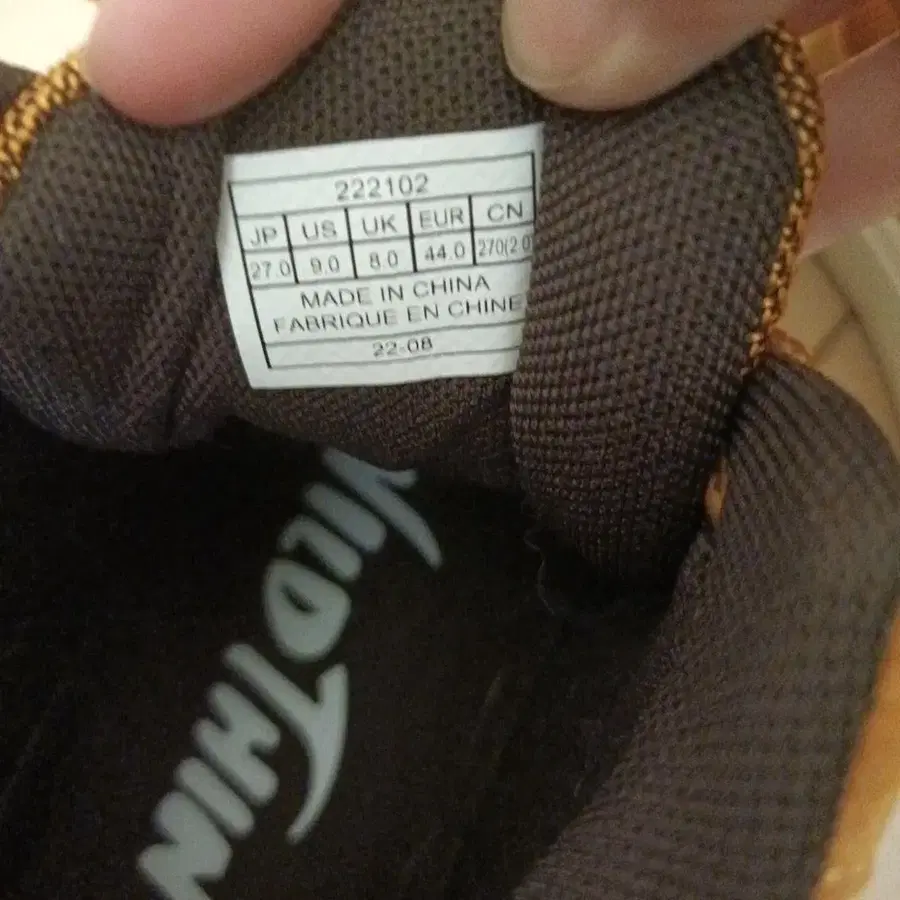 222102
JP US UK EUR CN
27.0 9.0 8.0 44.0 270(2.0)
MADE IN CHINA
FABRIQUE EN CHINE
22-08
WILDTHIN